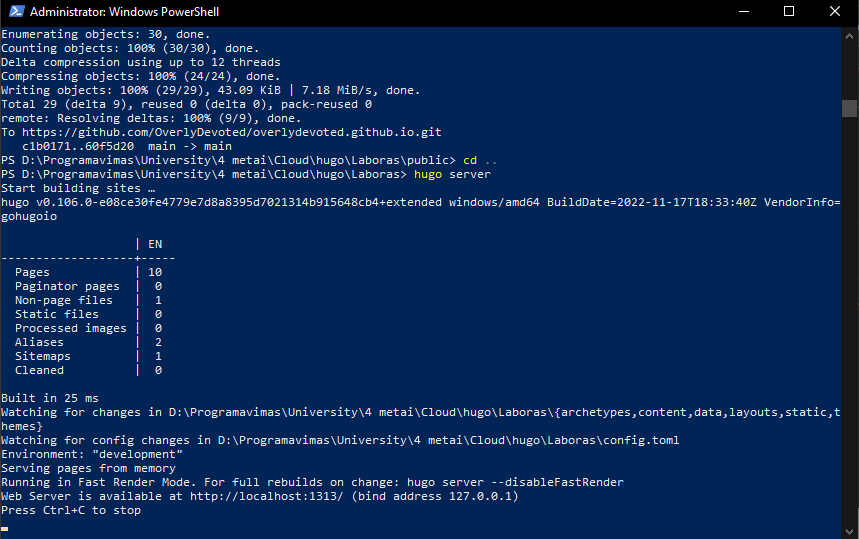 Administrator: Windows PowerShell
Enumerating objects: 30, done.
Counting objects: 100% (30/30), done.
Delta compression using up to 12 threads
Compressing objects: 100% (24/24), done.
Writing objects: 100% (29/29), 43.09 KiB | 7.18 MiB/s, done.
Total 29 (delta 9), reused 0 (delta 0), pack-reused 0
remote: Resolving deltas: 100% (9/9), done.
To https://github.com/OverlyDevoted/overlydevoted.github.io.git
   c1b0171..60f5d20  main -> main
PS D:\Programavimas\University\4 metai\Cloud\hugo\Laboras\public> cd ..
PS D:\Programavimas\University\4 metai\Cloud\hugo\Laboras> hugo server
Start building sites …
hugo v0.106.0-e08ce30fe4779e7d8a8395d7021314b915648cb4+extended windows/amd64 BuildDate=2022-11-17T18:33:40Z VendorInfo=
gohugoio

                   | EN
-------------------+-----
  Pages            | 10
  Paginator pages  |  0
  Non-page files   |  1
  Static files     |  0
  Processed images |  0
  Aliases          |  2
  Sitemaps         |  1
  Cleaned          |  0

Built in 25 ms
Watching for changes in D:\Programavimas\University\4 metai\Cloud\hugo\Laboras\{archetypes,content,data,layouts,static,t
hemes}
Watching for config changes in D:\Programavimas\University\4 metai\Cloud\hugo\Laboras\config.toml
Environment: "development"
Serving pages from memory
Running in Fast Render Mode. For full rebuilds on change: hugo server --disableFastRender
Web Server is available at http://localhost:1313/ (bind address 127.0.0.1)
Press Ctrl+C to stop